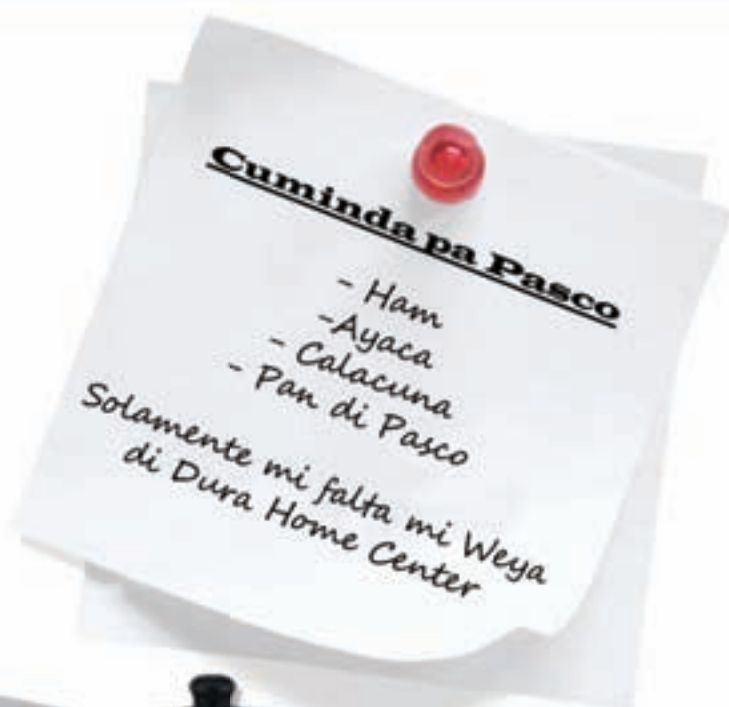 Cuminda pa Pasco
- Ham
-Ayaca
- Calacuna
- Pan di Pasco
Solamente mi falta mi Weya
di Dura Home Center